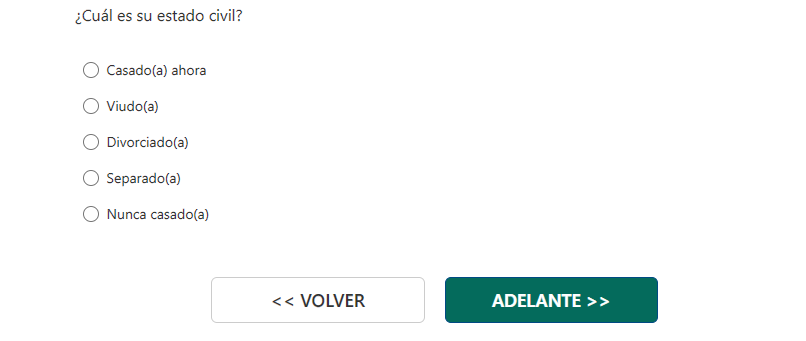 ¿Cuál es su estado civil?
Casado(a) ahora
Viudo(a)
Divorciado(a)
Separado(a)
Nunca casado(a)
<< VOLVER
ADELANTE >>